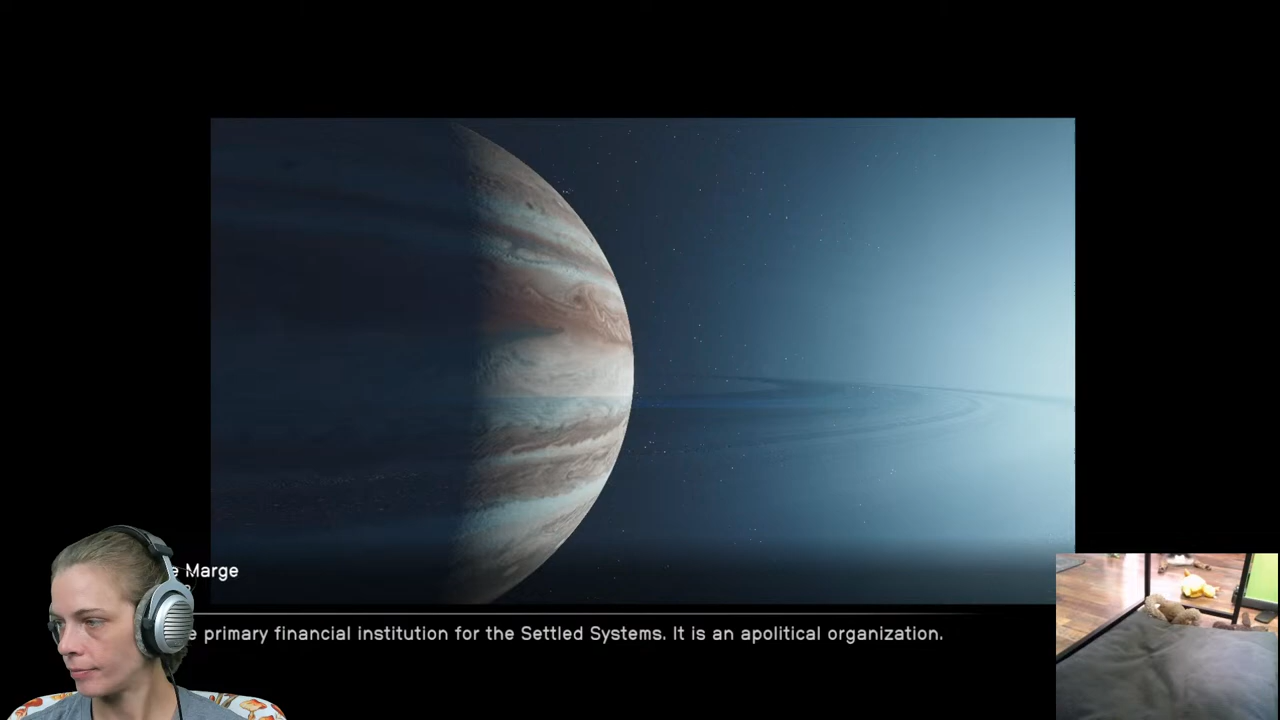 Marge
primary financial institution for the Settled Systems. It is an apolitical organization.